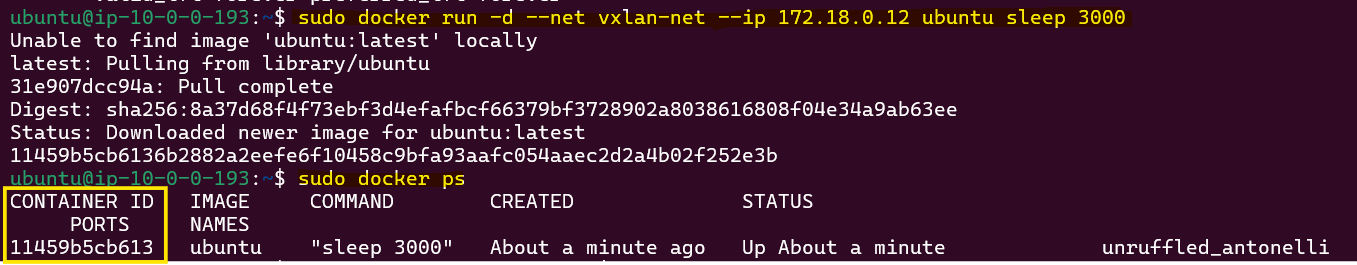 ubuntu@ip-10-0-0-193:~$ sudo docker run -d --net vxlan-net --ip 172.18.0.12 ubuntu sleep 3000
Unable to find image 'ubuntu:latest' locally
latest: Pulling from library/ubuntu
31e907dcc94a: Pull complete
Digest: sha256:8a37d68f4f73ebf3d4efafbcf66379bf3728902a8038616808f04e34a9ab63ee
Status: Downloaded newer image for ubuntu:latest
11459b5cb6136b2882a2eefe6f10458c9bfa93aafc054aaec2d2a4b02f252e3b
ubuntu@ip-10-0-0-193:~$ sudo docker ps
CONTAINER ID   IMAGE     COMMAND        CREATED              STATUS
PORTS     NAMES
11459b5cb613   ubuntu    "sleep 3000"   About a minute ago   Up About a minute             unruffled_antonelli